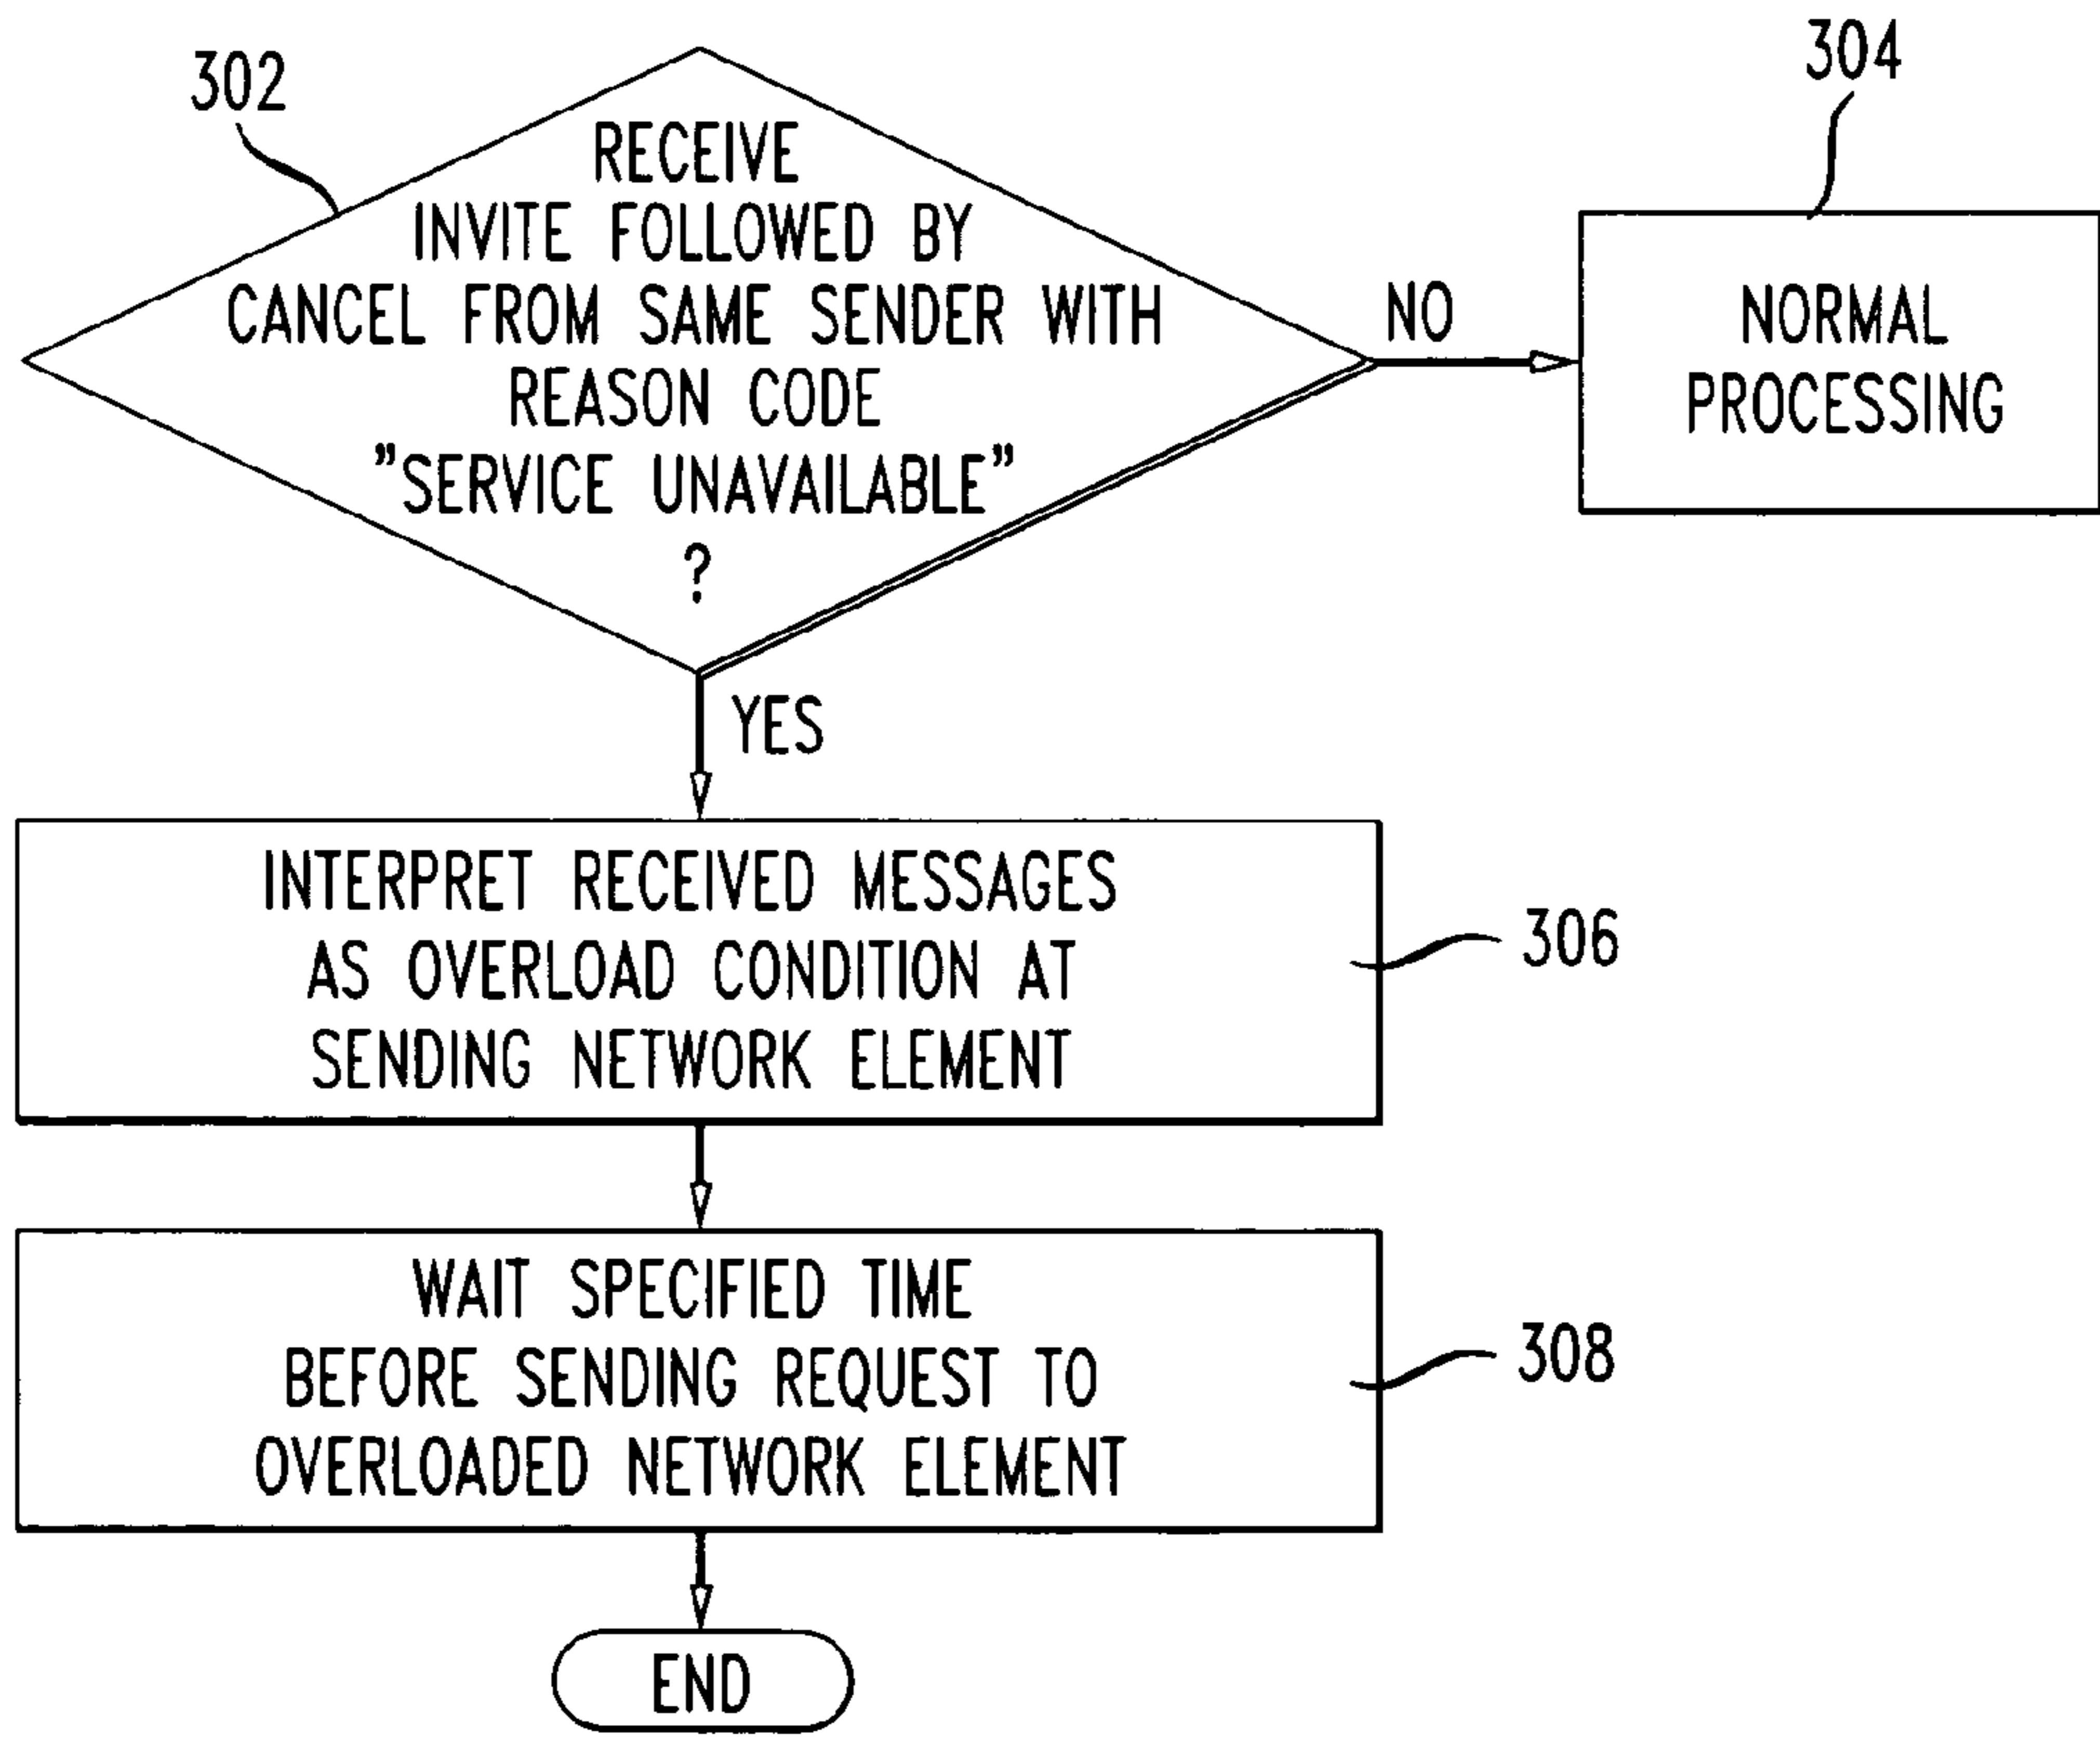 302
RECEIVE
INVITE FOLLOWED BY
CANCEL FROM SAME SENDER WITH
REASON CODE
"SERVICE UNAVAILABLE"
?
NO
304
NORMAL
PROCESSING
YES
INTERPRET RECEIVED MESSAGES
AS OVERLOAD CONDITION AT
SENDING NETWORK ELEMENT
306
WAIT SPECIFIED TIME
BEFORE SENDING REQUEST TO
OVERLOADED NETWORK ELEMENT
308
END